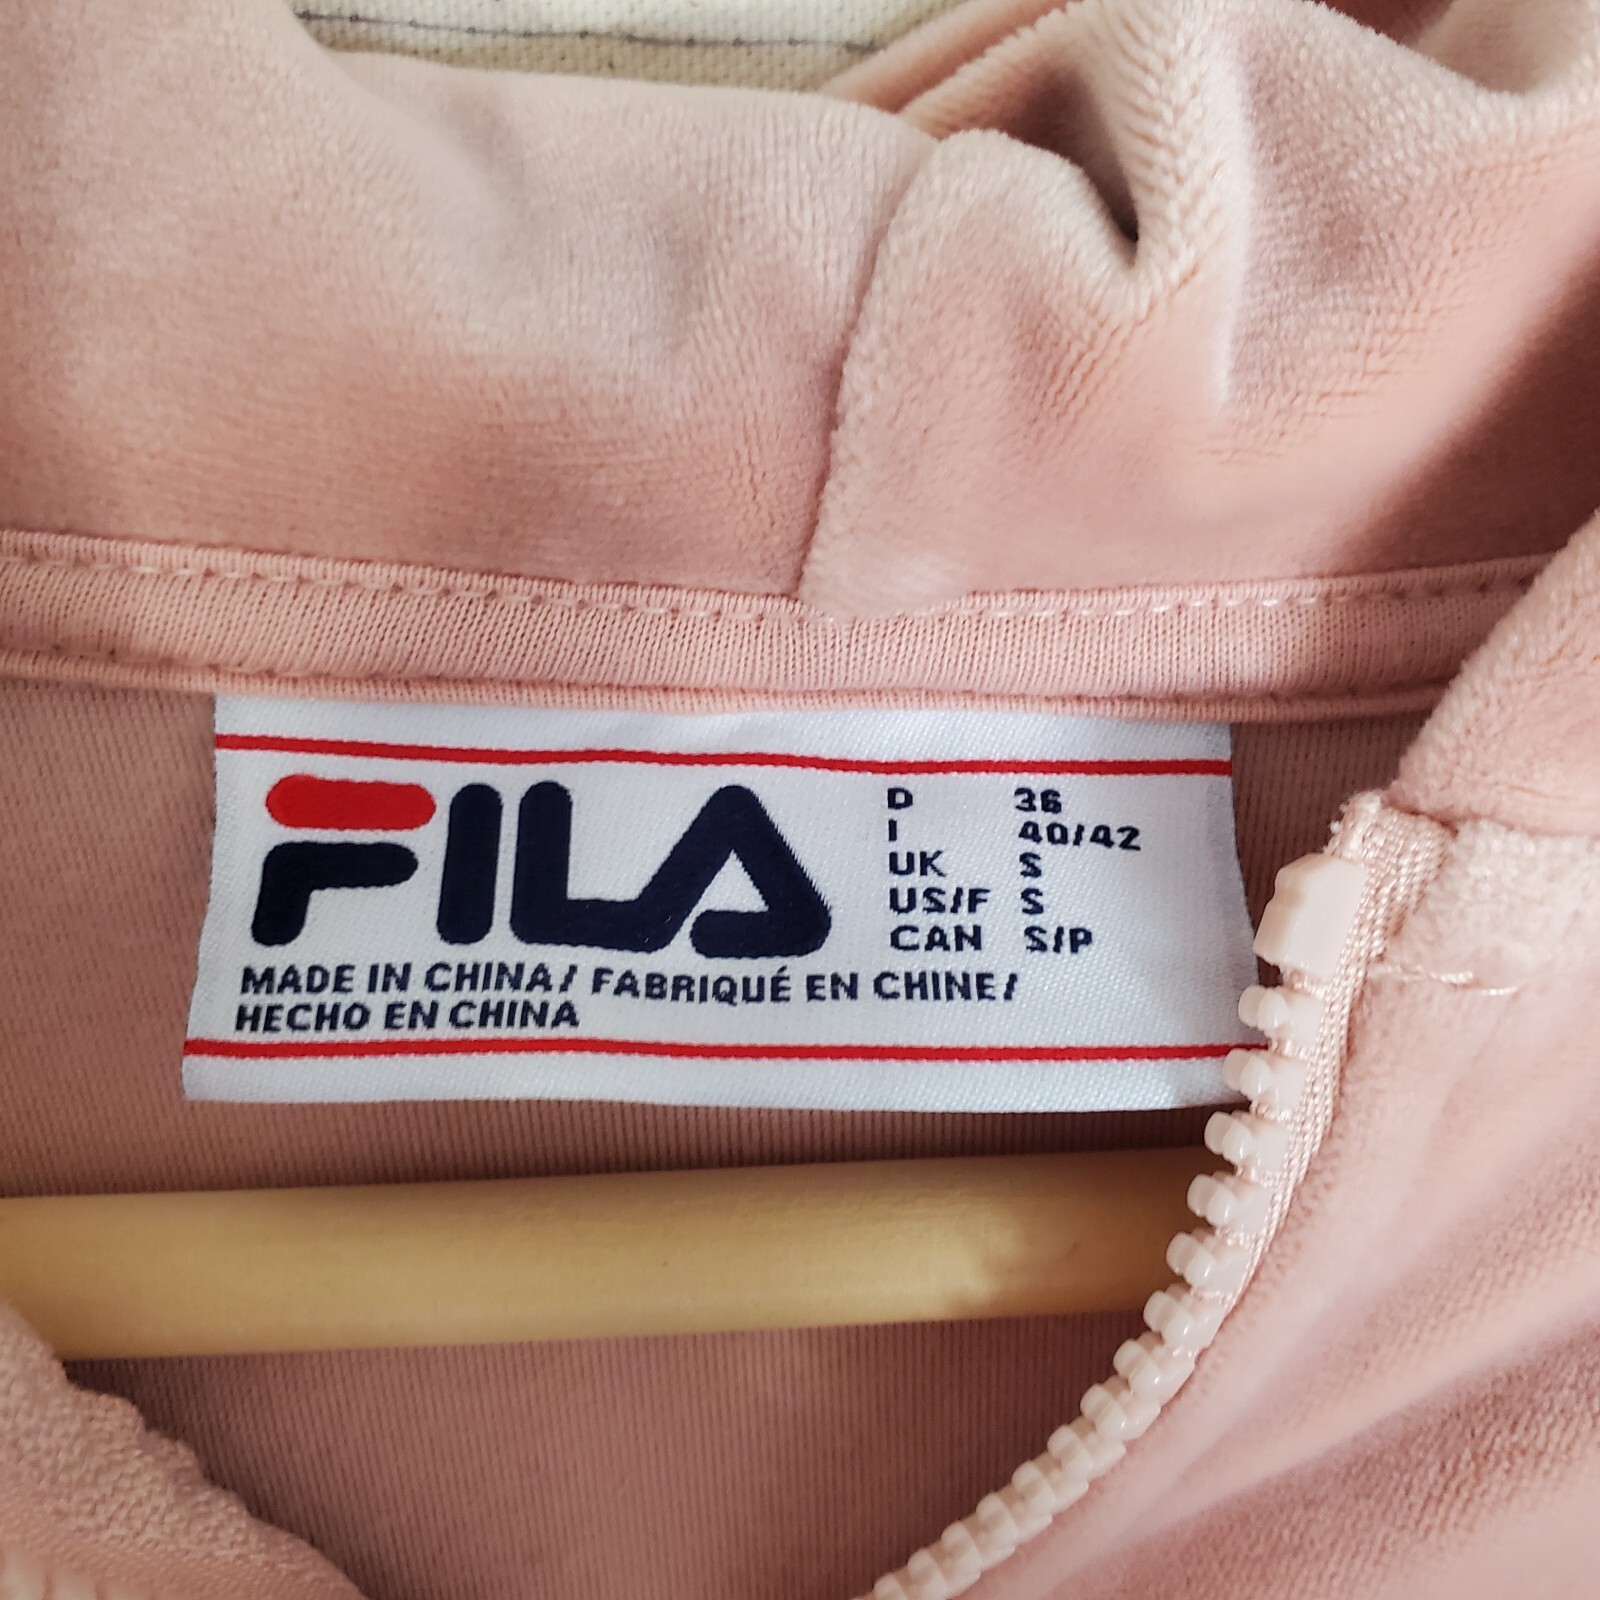 FILA
D 36
I 40/42
UK S
US/F S
CAN S/P
MADE IN CHINA/ FABRIQUÉ EN CHINE/
HECHO EN CHINA